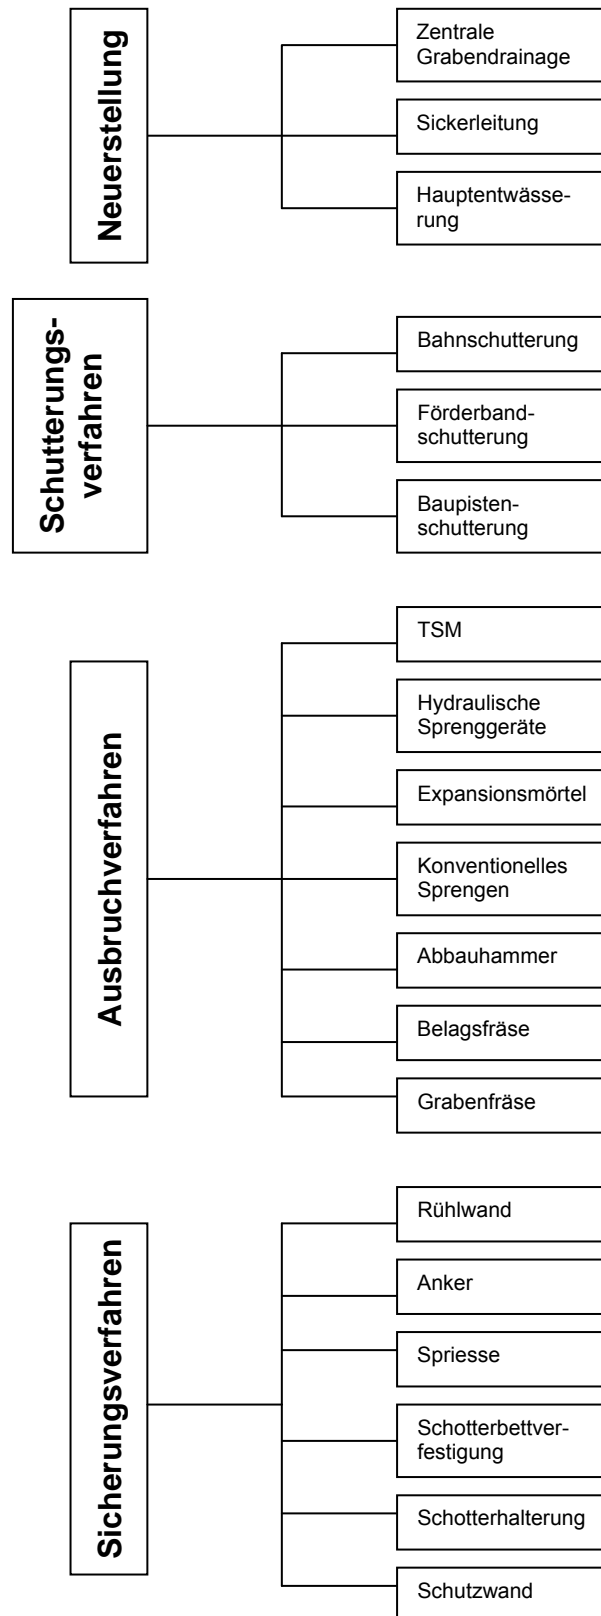 Neuerstellung
Zentrale
Grabendrainage
Sickerleitung
Hauptentwässe-
rung
Schutterungs-
verfahren
Bahnschutterung
Förderband-
schutterung
Baupisten-
schutterung
Ausbruchverfahren
TSM
Hydraulische
Sprenggeräte
Expansionsmörtel
Konventionelles
Sprengen
Abbauhammer
Belagsfräse
Grabenfräse
Sicherungsverfahren
Rühlwand
Anker
Spriesse
Schotterbettver-
festigung
Schotterhalterung
Schutzwand